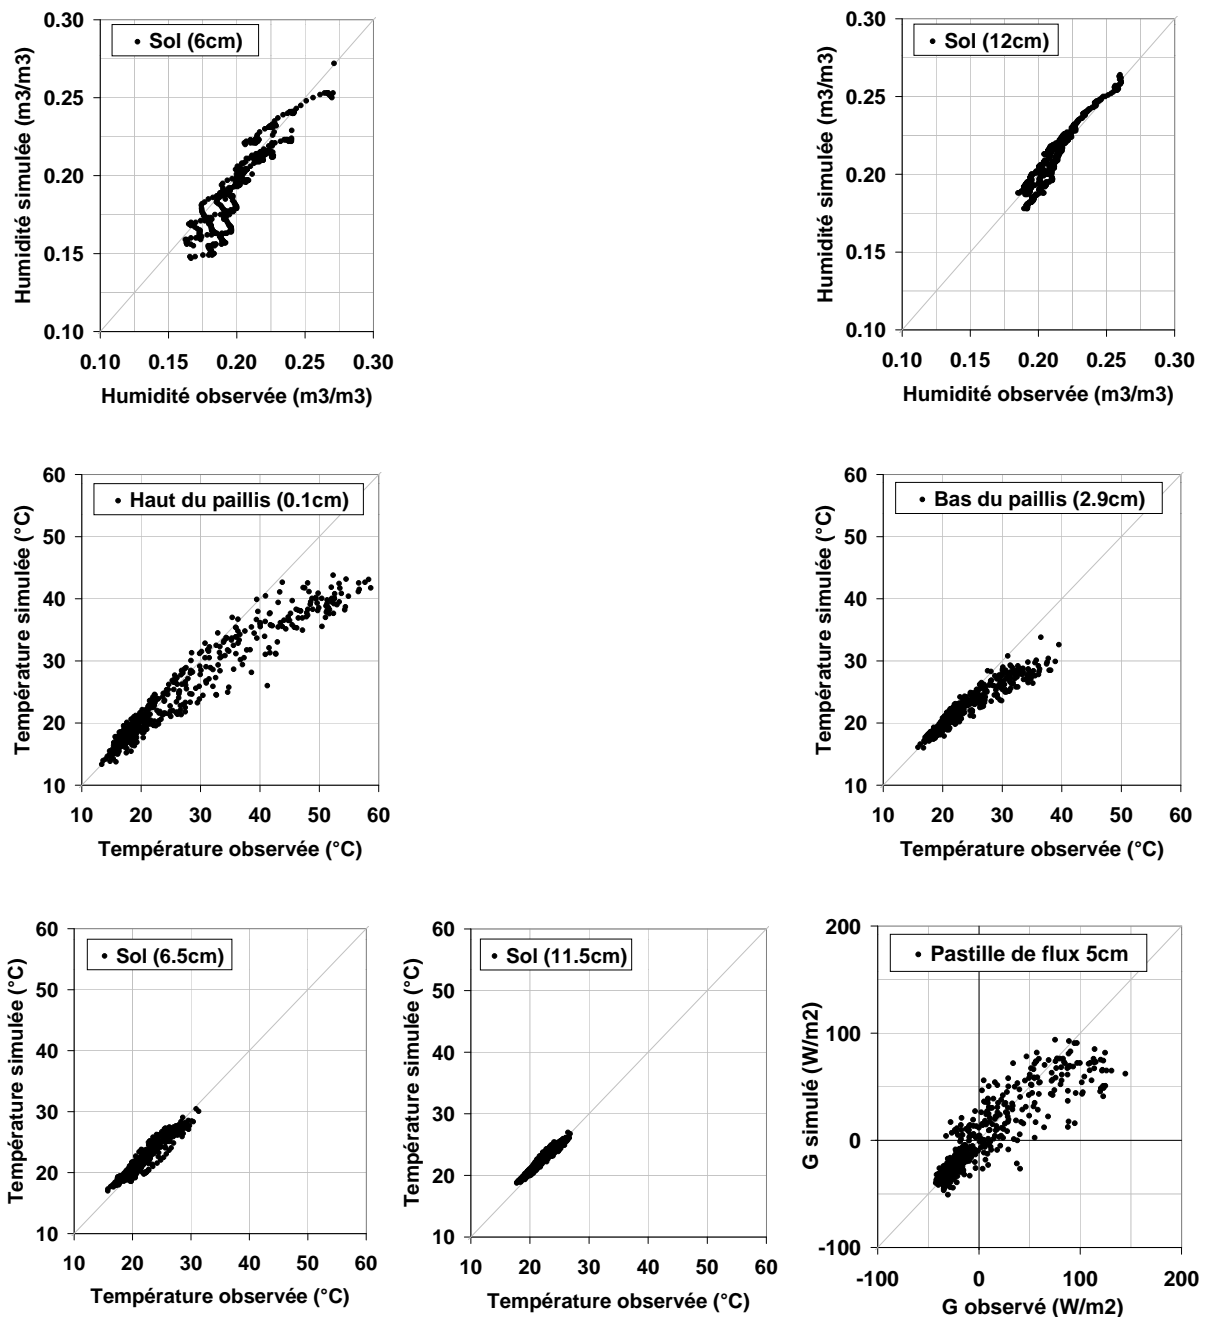 0.30
Sol (6cm)
0.25
0.20
0.15
0.10
Humidité simulée (m3/m3)
0.10 0.15 0.20 0.25 0.30
Humidité observée (m3/m3)
0.30
Sol (12cm)
0.25
0.20
0.15
0.10
Humidité simulée (m3/m3)
0.10 0.15 0.20 0.25 0.30
Humidité observée (m3/m3)
60
Haut du paillis (0.1cm)
50
40
30
20
10
Température simulée (°C)
10 20 30 40 50 60
Température observée (°C)
60
Bas du paillis (2.9cm)
50
40
30
20
10
Température simulée (°C)
10 20 30 40 50 60
Température observée (°C)
60
Sol (6.5cm)
50
40
30
20
10
Température simulée (°C)
10 20 30 40 50 60
Température observée (°C)
60
Sol (11.5cm)
50
40
30
20
10
Température simulée (°C)
10 20 30 40 50 60
Température observée (°C)
200
Pastille de flux 5cm
100
0
-100
G simulé (W/m2)
-100 0 100 200
G observé (W/m2)